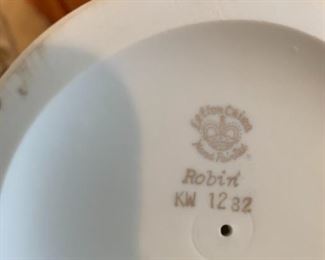 Lefton China
Hand Painted
Robin
KW 1282